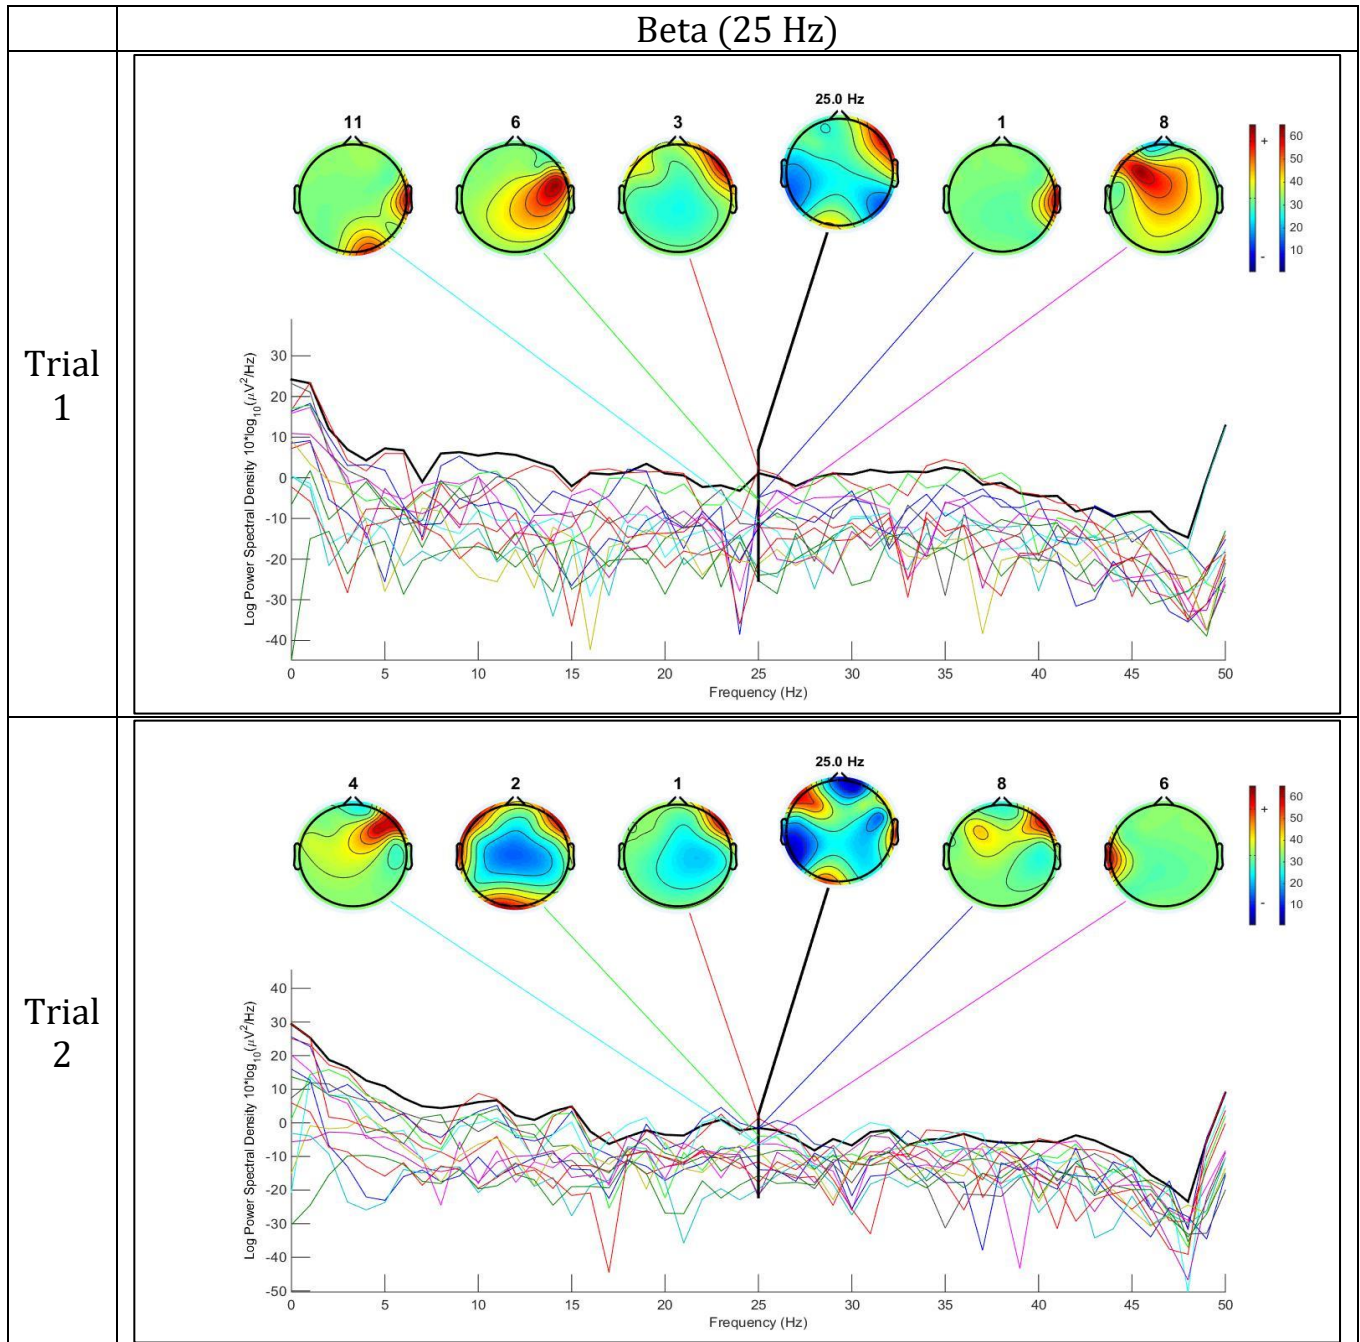 Beta (25 Hz)
Trial 1
11 6 3 25.0 Hz 1 8
+ 60
50
40
30
20
- 10
Log Power Spectral Density 10*log10(μV2/Hz)
30
20
10
0
-10
-20
-30
-40
0 5 10 15 20 25 30 35 40 45 50
Frequency (Hz)
Trial 2
4 2 1 25.0 Hz 8 6
+ 60
50
40
30
20
- 10
Log Power Spectral Density 10*log10(μV2/Hz)
40
30
20
10
0
-10
-20
-30
-40
-50
0 5 10 15 20 25 30 35 40 45 50
Frequency (Hz)